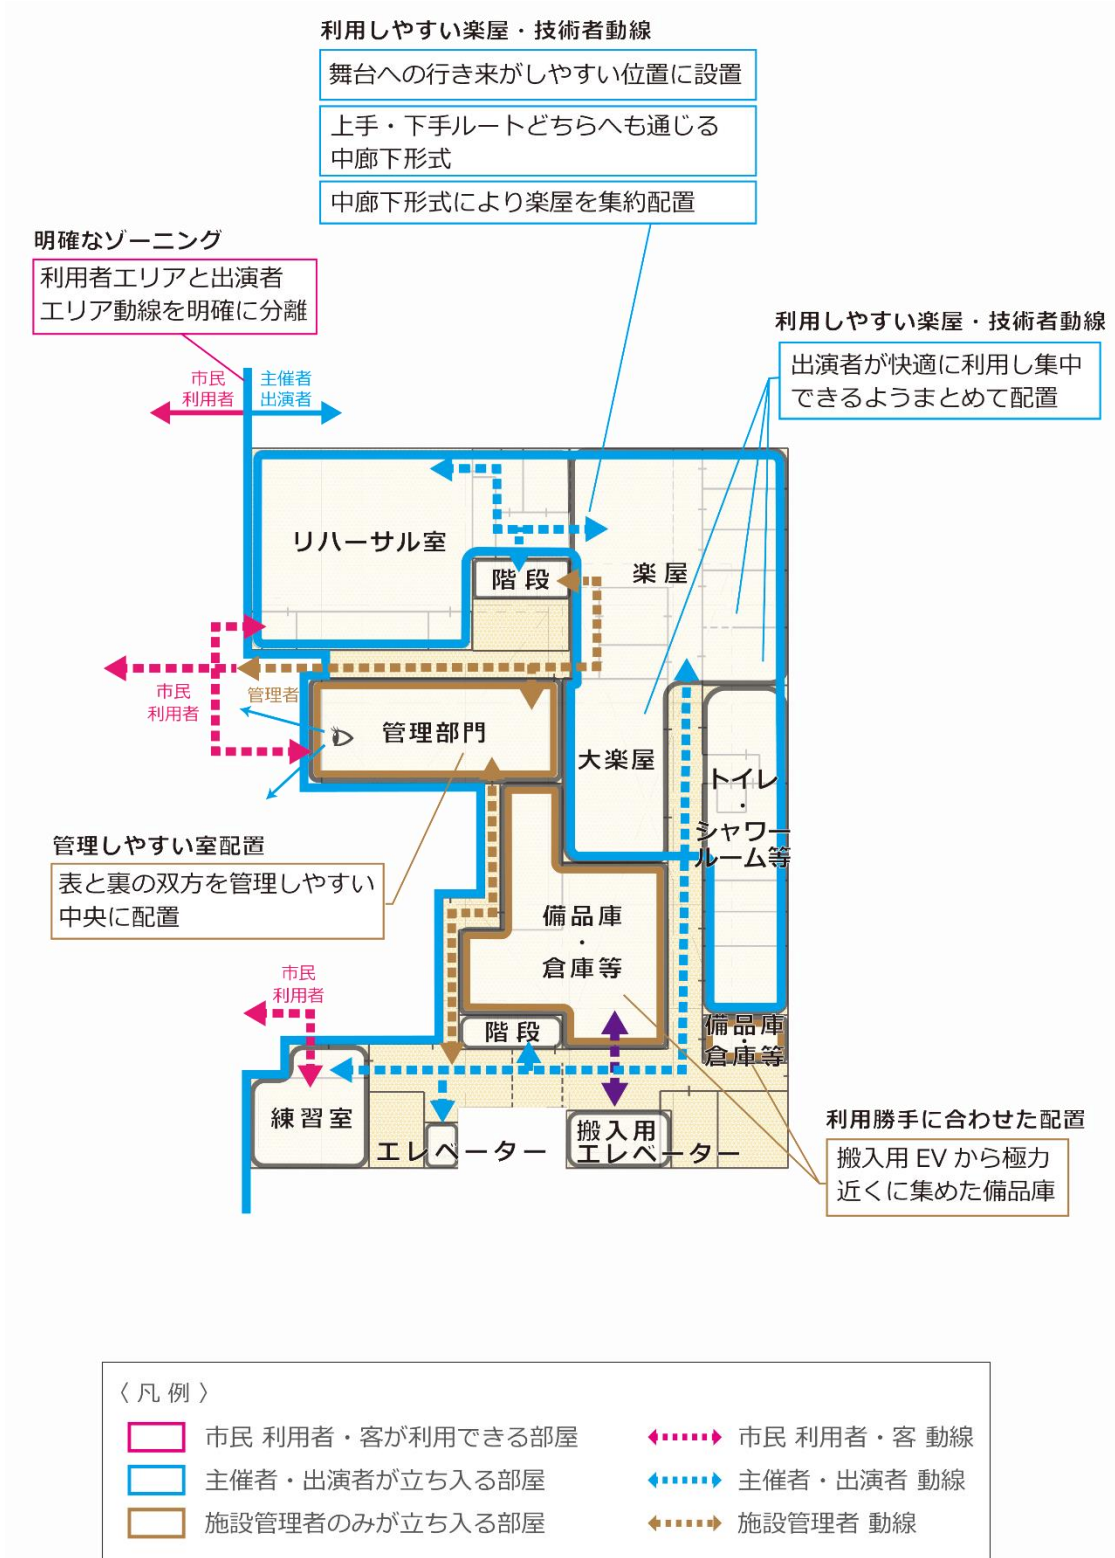 利用しやすい楽屋・技術者動線
舞台への行き来がしやすい位置に設置
上手・下手ルートどちらへも通じる
中廊下形式
中廊下形式により楽屋を集約配置
明確なゾーニング
利用者エリアと出演者
エリア動線を明確に分離
利用しやすい楽屋・技術者動線
出演者が快適に利用し集中
できるようまとめて配置
市民
利用者
主催者
出演者
リハーサル室
階段
楽屋
市民
利用者
管理者
管理部門
大楽屋
トイレ
・
シャワー
ルーム等
管理しやすい室配置
表と裏の双方を管理しやすい
中央に配置
備品庫
・
倉庫等
市民
利用者
階段
備品庫
・
倉庫等
練習室
エレベーター
搬入用
エレベーター
利用勝手に合わせた配置
搬入用 EV から極力
近くに集めた備品庫
〈凡例〉
市民 利用者・客が利用できる部屋
市民 利用者・客 動線
主催者・出演者が立ち入る部屋
主催者・出演者 動線
施設管理者のみが立ち入る部屋
施設管理者 動線